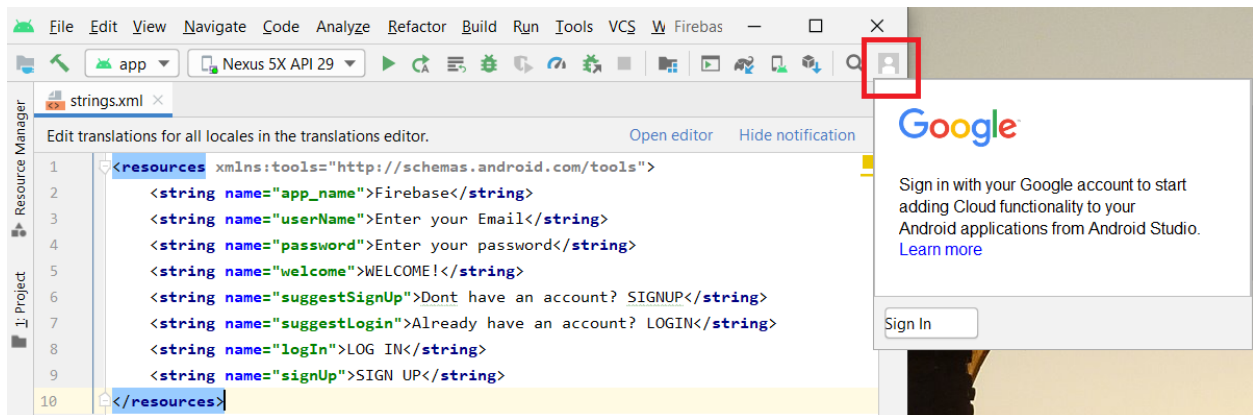 File Edit View Navigate Code Analyze Refactor Build Run Tools VCS W Firebas
app Nexus 5X API 29
strings.xml
Edit translations for all locales in the translations editor. Open editor Hide notification
Resource Manager
1: Project
1 <resources xmlns:tools="http://schemas.android.com/tools">
2 <string name="app_name">Firebase</string>
3 <string name="userName">Enter your Email</string>
4 <string name="password">Enter your password</string>
5 <string name="welcome">WELCOME!</string>
6 <string name="suggestSignUp">Dont have an account? SIGNUP</string>
7 <string name="suggestLogin">Already have an account? LOGIN</string>
8 <string name="logIn">LOG IN</string>
9 <string name="signUp">SIGN UP</string>
10 </resources>
Google
Sign in with your Google account to start
adding Cloud functionality to your
Android applications from Android Studio.
Learn more
Sign In